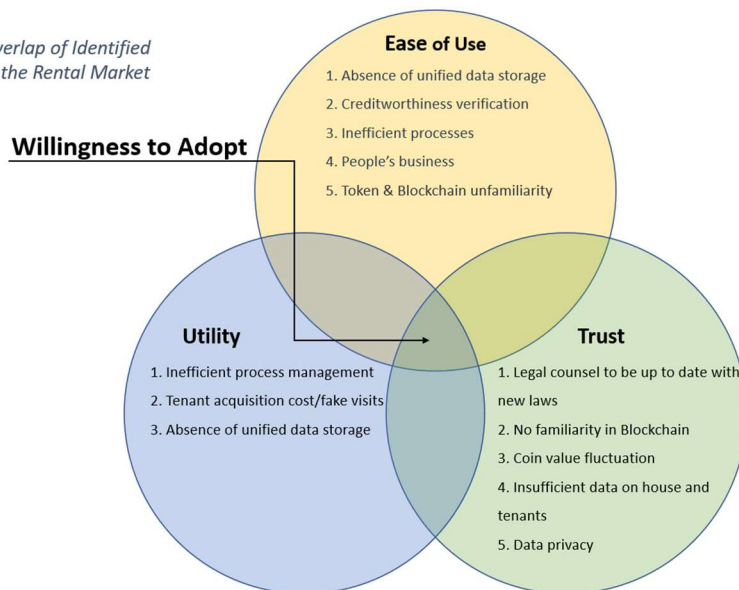 of Identified
the Rental Market
Ease of Use
1. Absence of unified data storage
2. Creditworthiness verification
3. Inefficient processes
4. People's business
5. Token & Blockchain unfamiliarity
Willingness to Adopt
Utility
1. Inefficient process management
2. Tenant acquisition cost/fake visits
3. Absence of unified data storage
Trust
1. Legal counsel to be up to date with
new laws
2. No familiarity in Blockchain
3. Coin value fluctuation
4. Insufficient data on house and
tenants
5. Data privacy